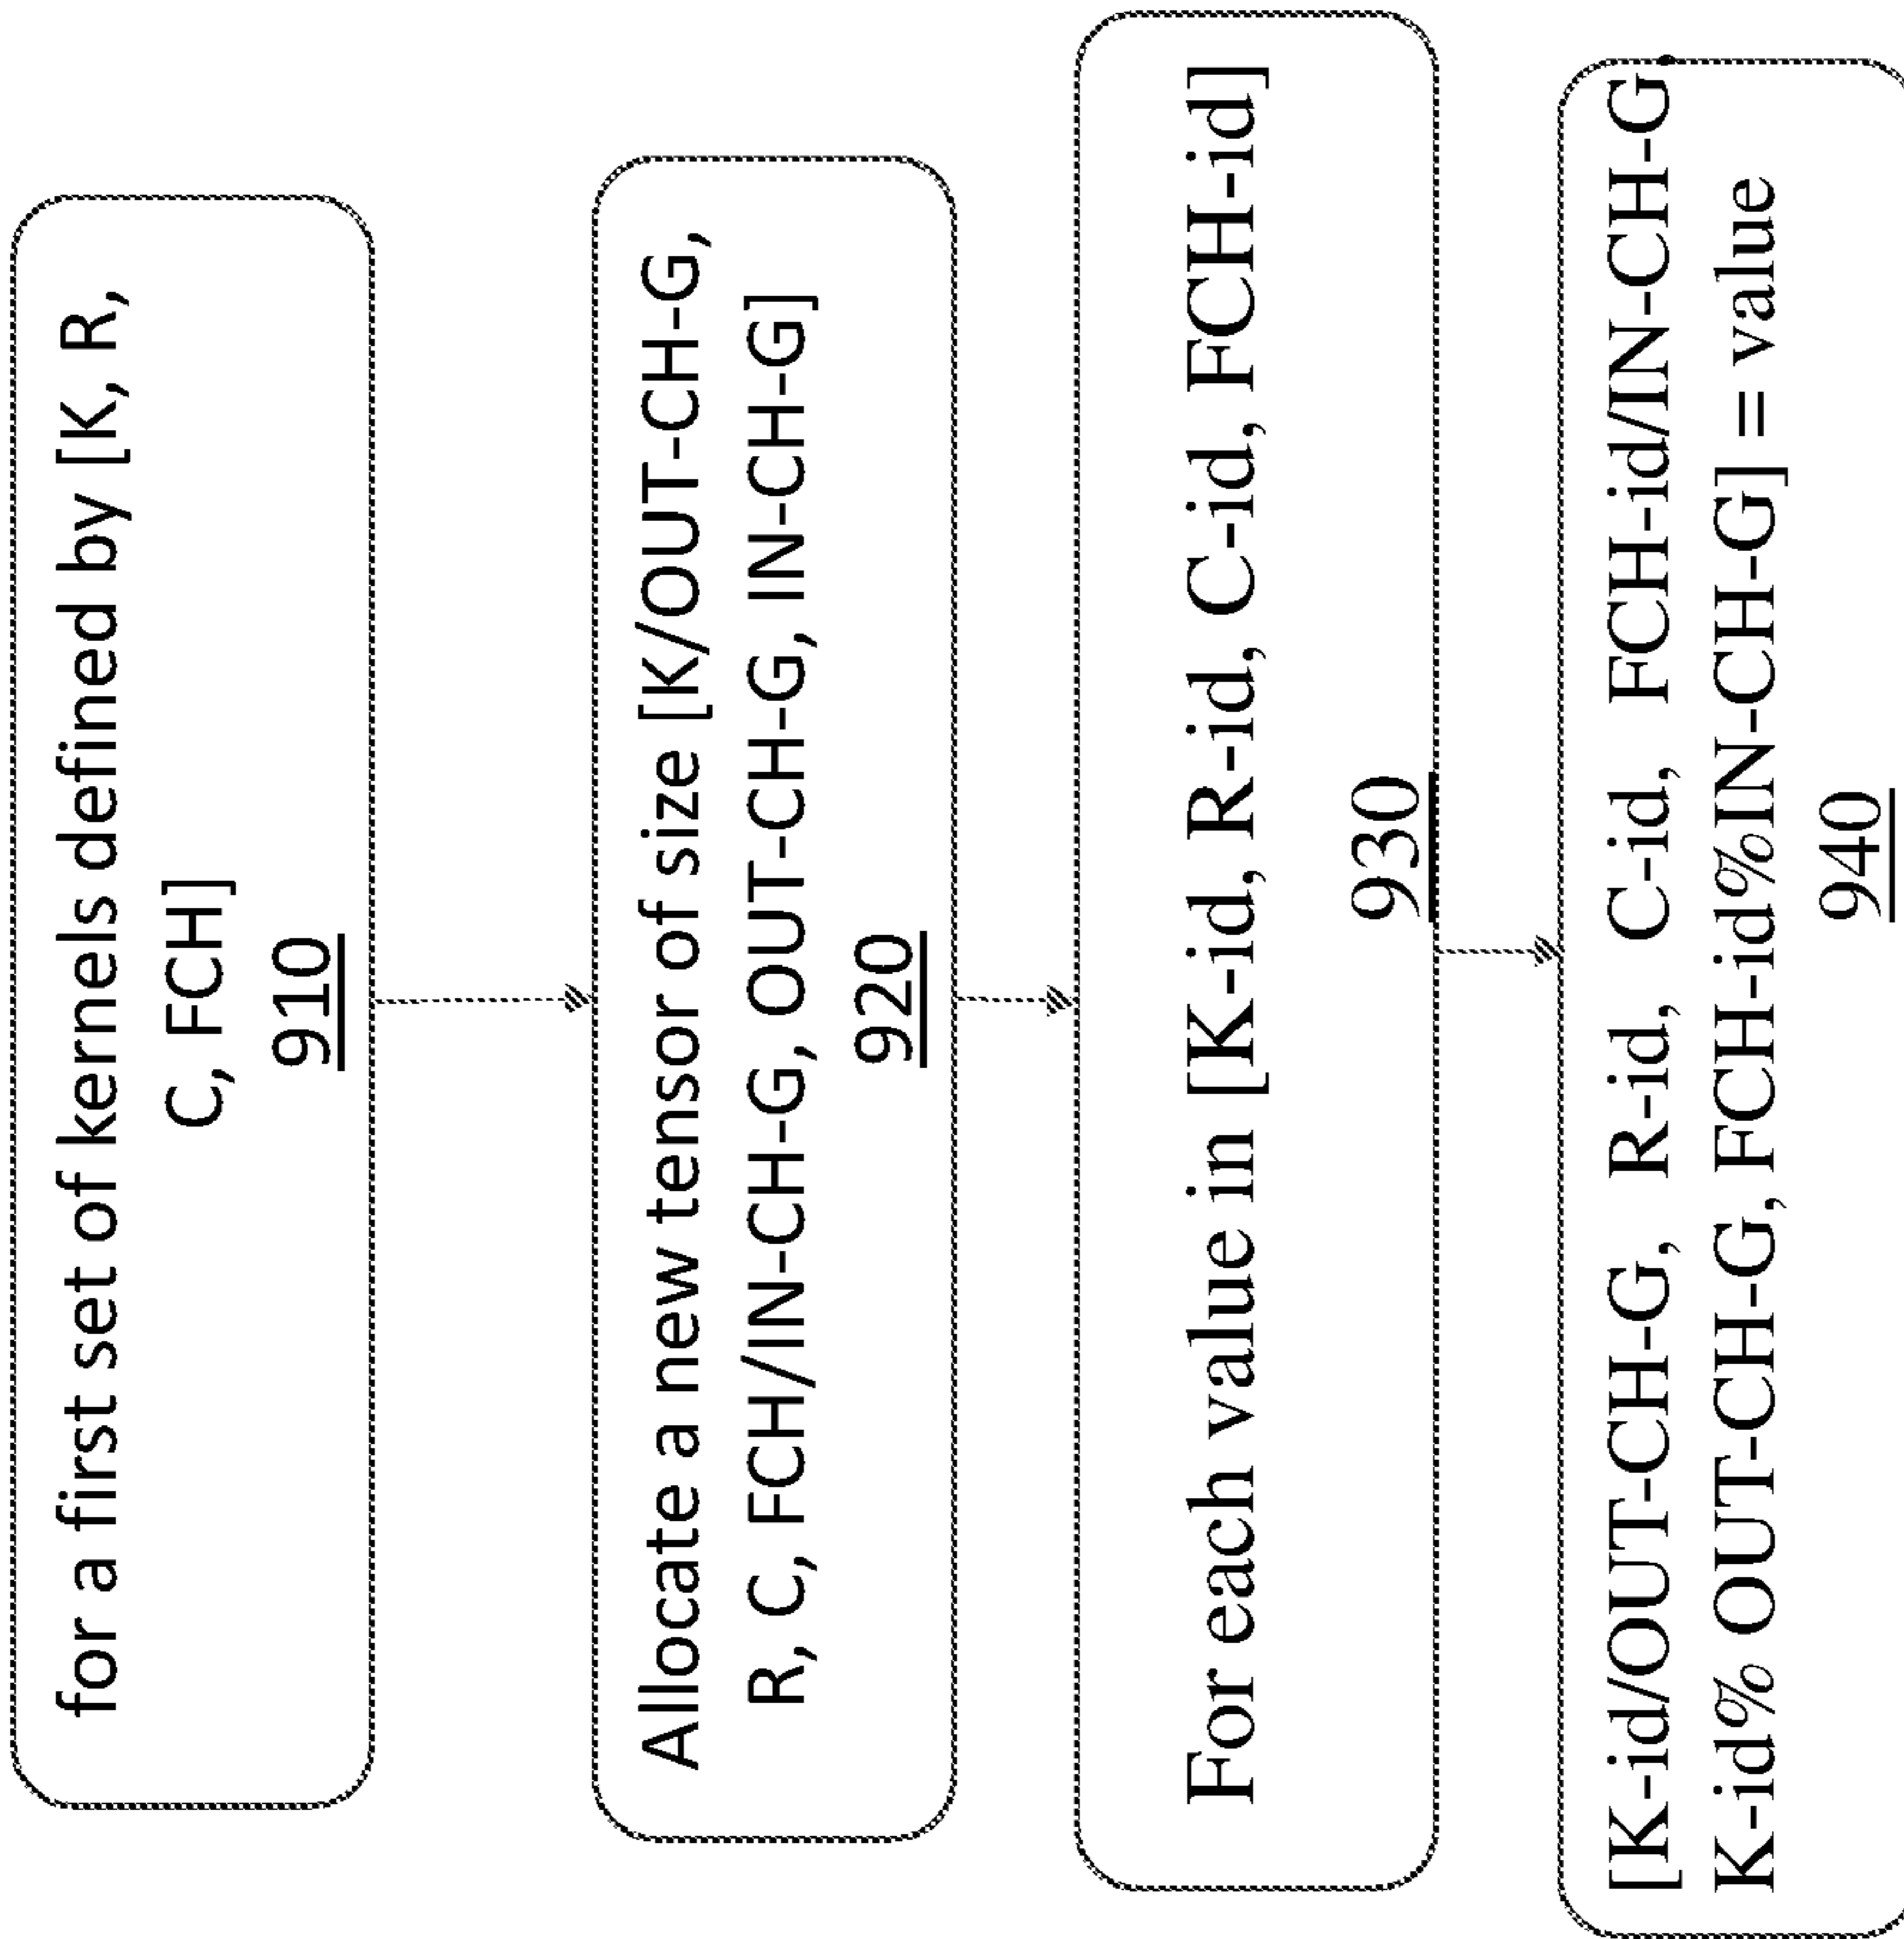 for a first set of kernels defined by [K, R,
C, FCH]
910
Allocate a new tensor of size [K/OUT-CH-G,
R, C, FCH/IN-CH-G, OUT-CH-G, IN-CH-G]
920
For each value in [K-id, R-id, C-id, FCH-id]
930
[K-id/OUT-CH-G, R-id, C-id, FCH-id/IN-CH-G,
K-id% OUT-CH-G, FCH-id%IN-CH-G] = value
940